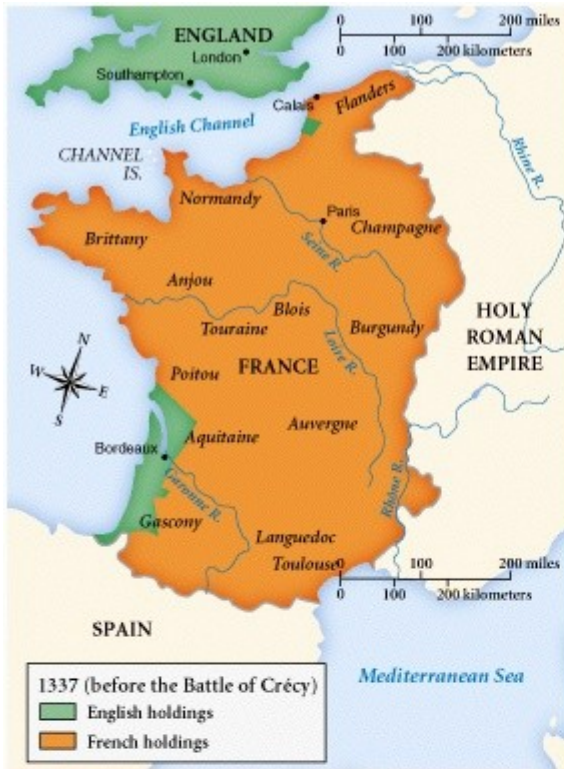 0 100 200 miles
0 100 200 kilometers
ENGLAND
London
Southampton
Calais
Flanders
English Channel
CHANNEL
IS.
Rhine R.
Normandy
Paris
Champagne
Brittany
Seine R.
Anjou
Blois
Touraine
Burgundy
HOLY
ROMAN
EMPIRE
N
W
E
S
Poitou
FRANCE
Loire R.
Auvergne
Bordeaux
Aquitaine
Garonne R.
Rhône R.
Gascony
Languedoc
Toulouse
0 100 200 miles
0 100 200 kilometers
SPAIN
Mediterranean Sea
1337 (before the Battle of Crécy)
English holdings
French holdings